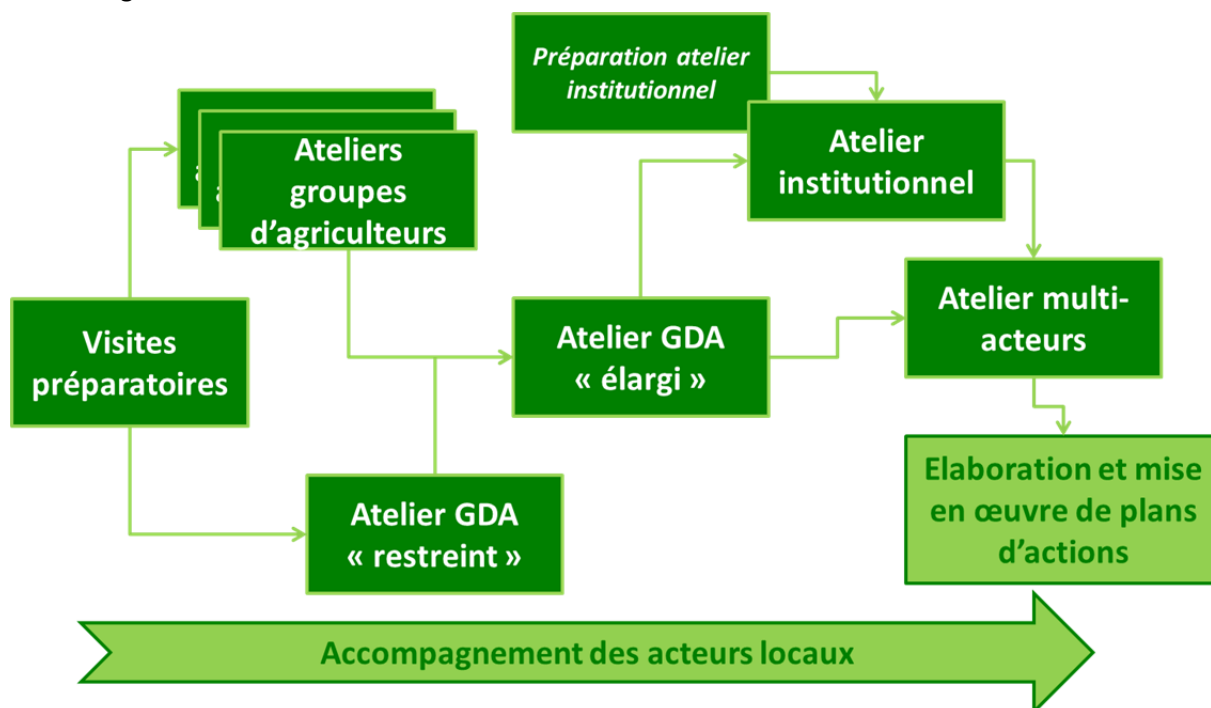 Préparation atelier
institutionnel
Ateliers
groupes
d'agriculteurs
Atelier
institutionnel
Visites
préparatoires
Atelier GDA
« élargi »
Atelier multi-
acteurs
Atelier GDA
« restreint »
Elaboration et mise
en œuvre de plans
d'actions
Accompagnement des acteurs locaux